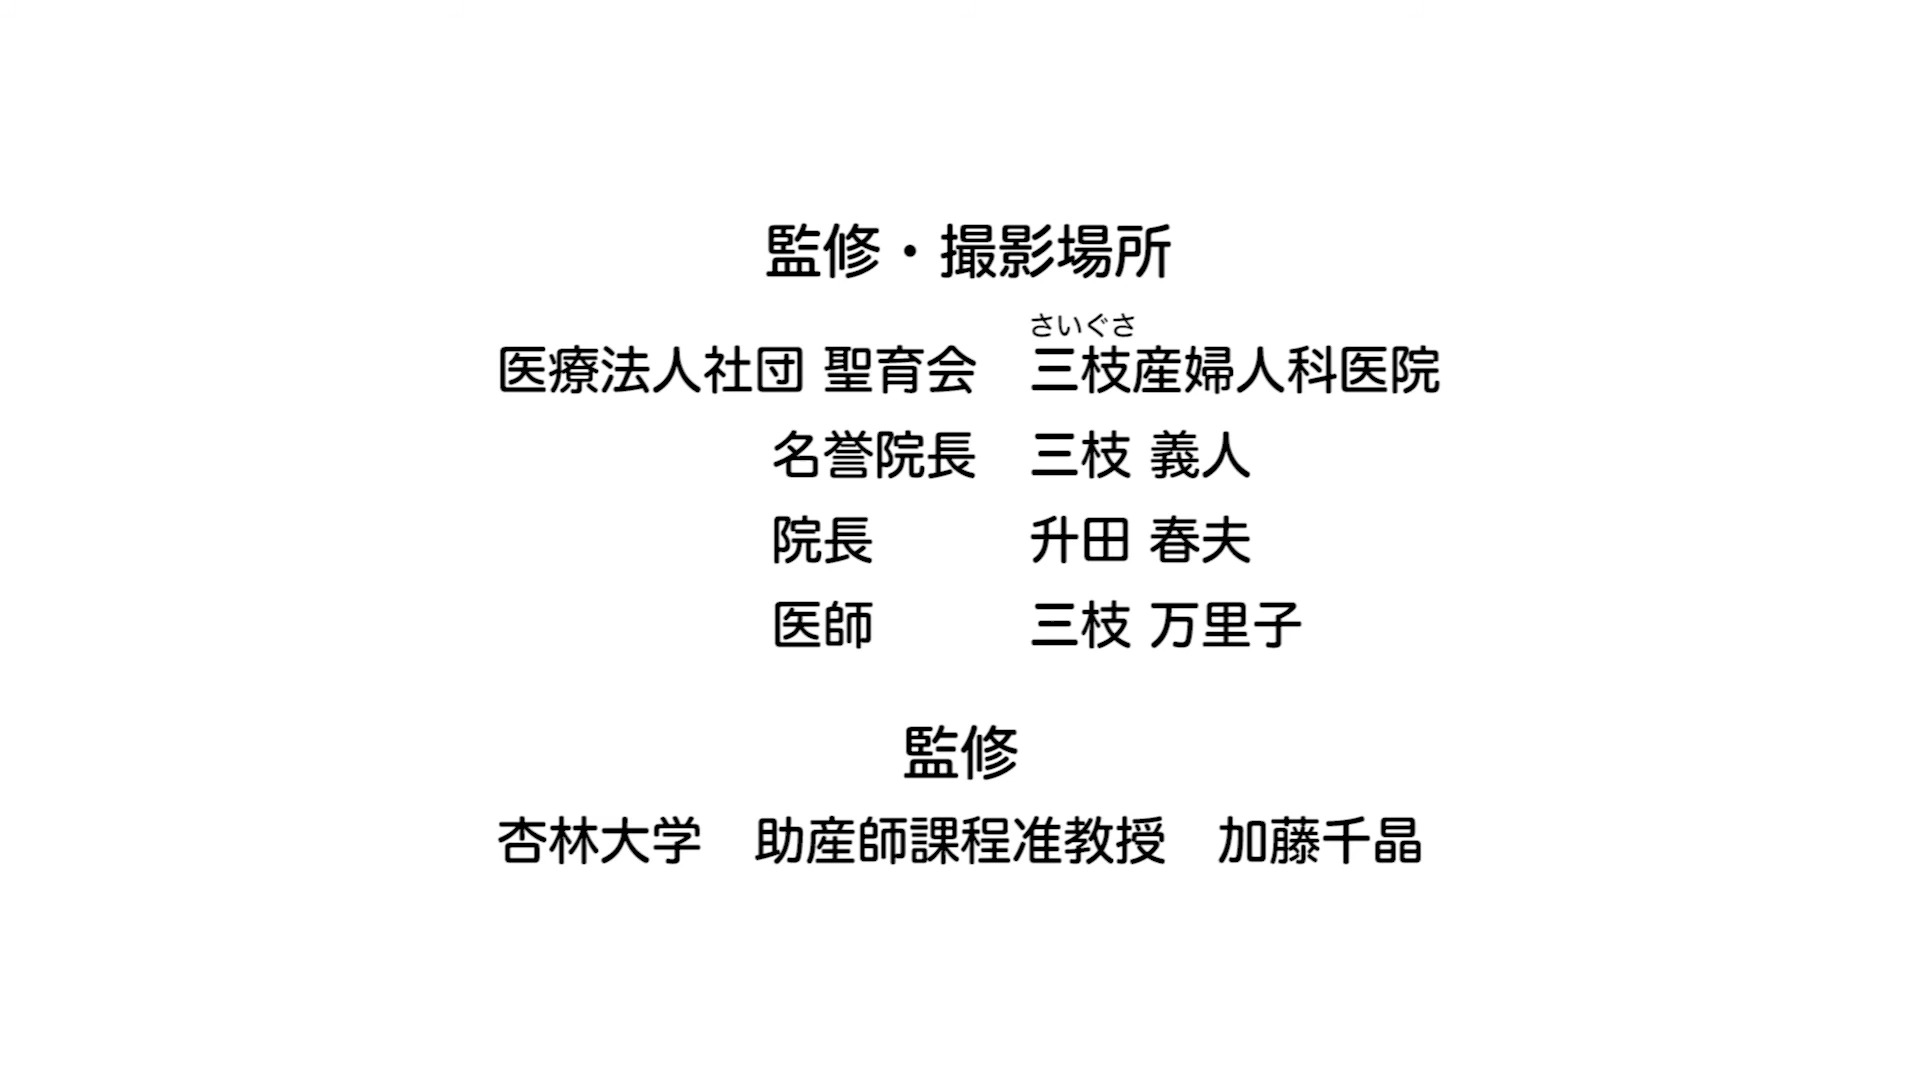 監修・撮影場所
さいぐさ
医療法人社団 聖育会　三枝産婦人科医院
名誉院長　三枝 義人
院長　升田 春夫
医師　三枝 万里子
監修
杏林大学　助産師課程准教授　加藤千晶